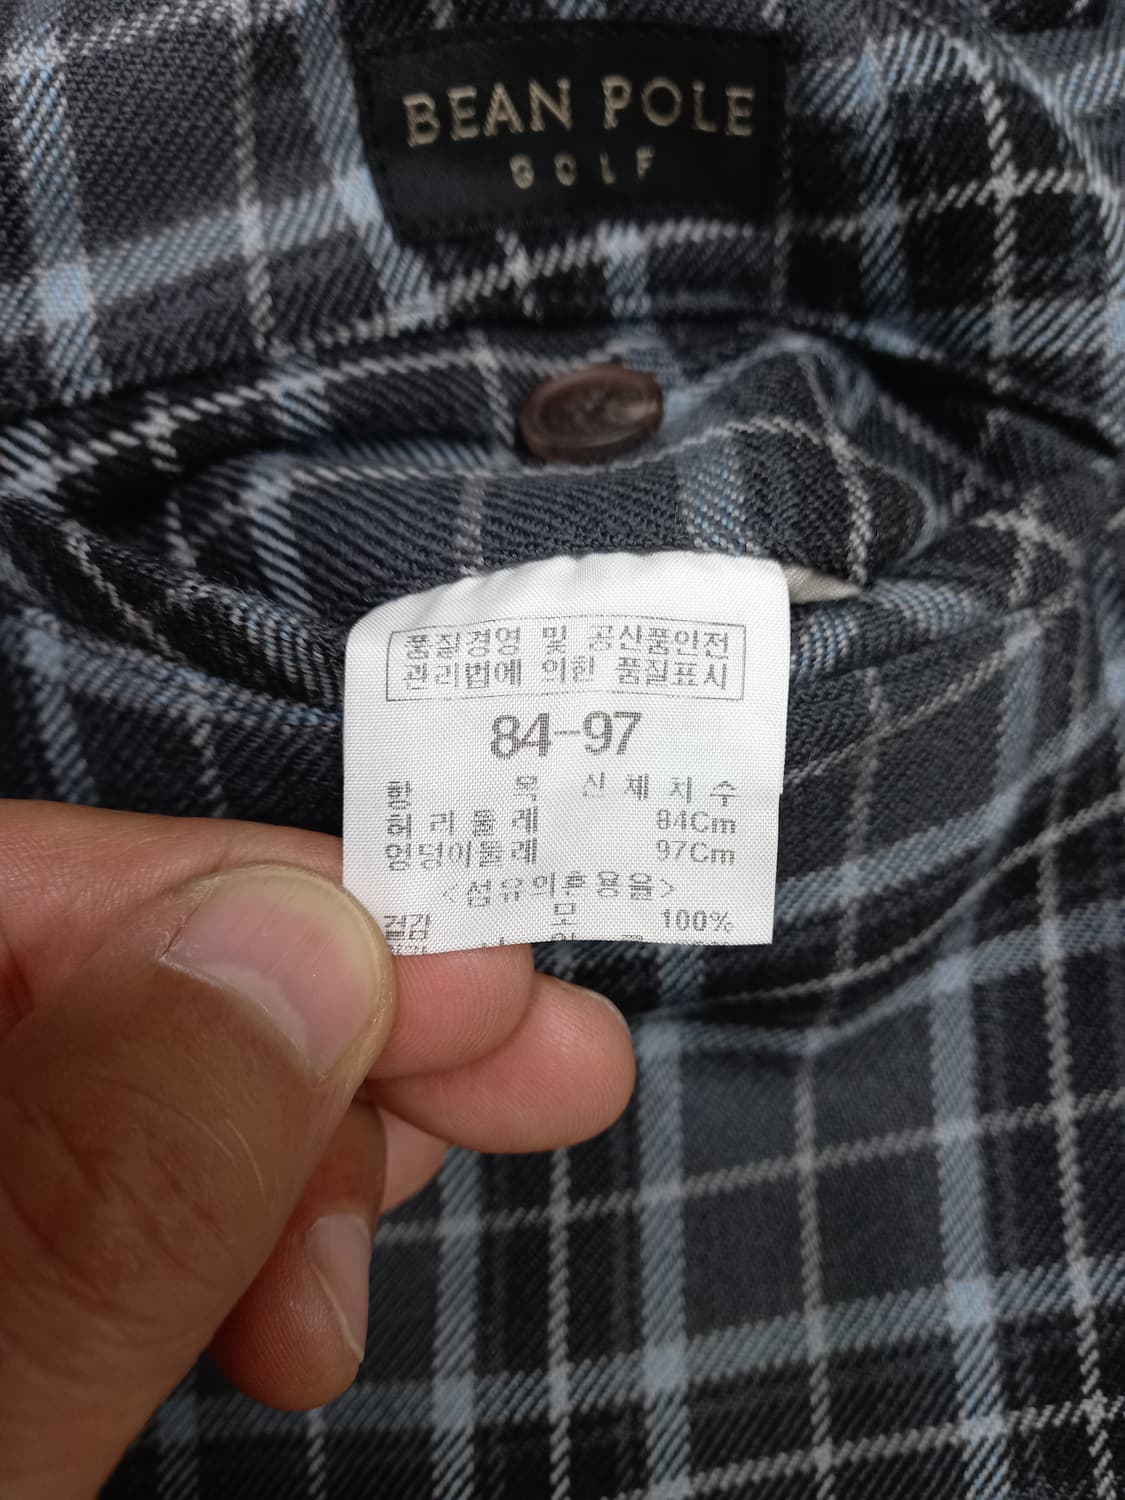 BEAN POLE
GOLF
품질경영 및 공산품안전
관리법에 의한 품질표시
84-97
항 목 신체치수
허리둘레 84Cm
엉덩이둘레 97Cm
<섬유의혼용율>
겉감 모 100%